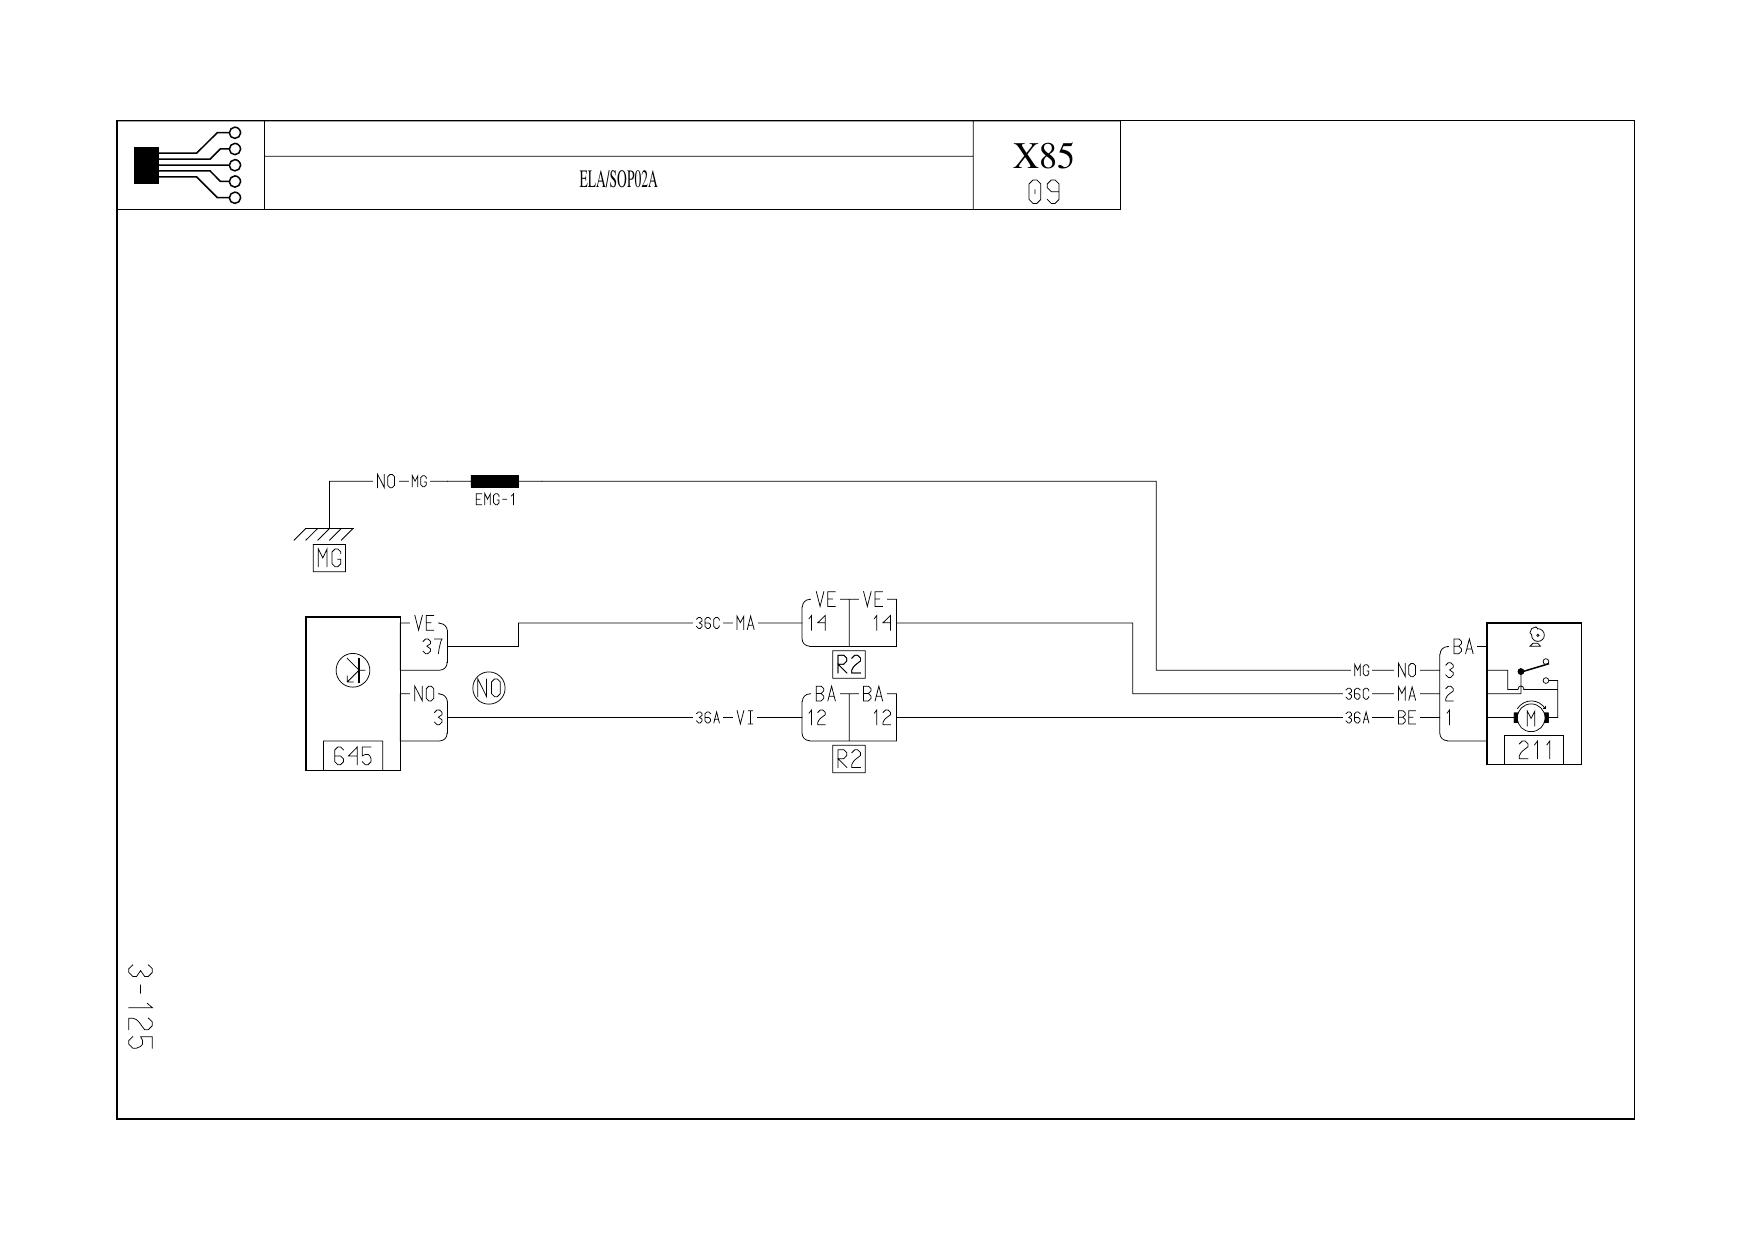 X85
ELA/SOP02A
09
NO MG
EMG-1
MG
VE
37
36C MA
VE VE
14 14
R2
NO
3
NO
36A VI
BA BA
12 12
R2
645
BA
MG NO 3
36C MA 2
36A BE 1
M
211
3-125